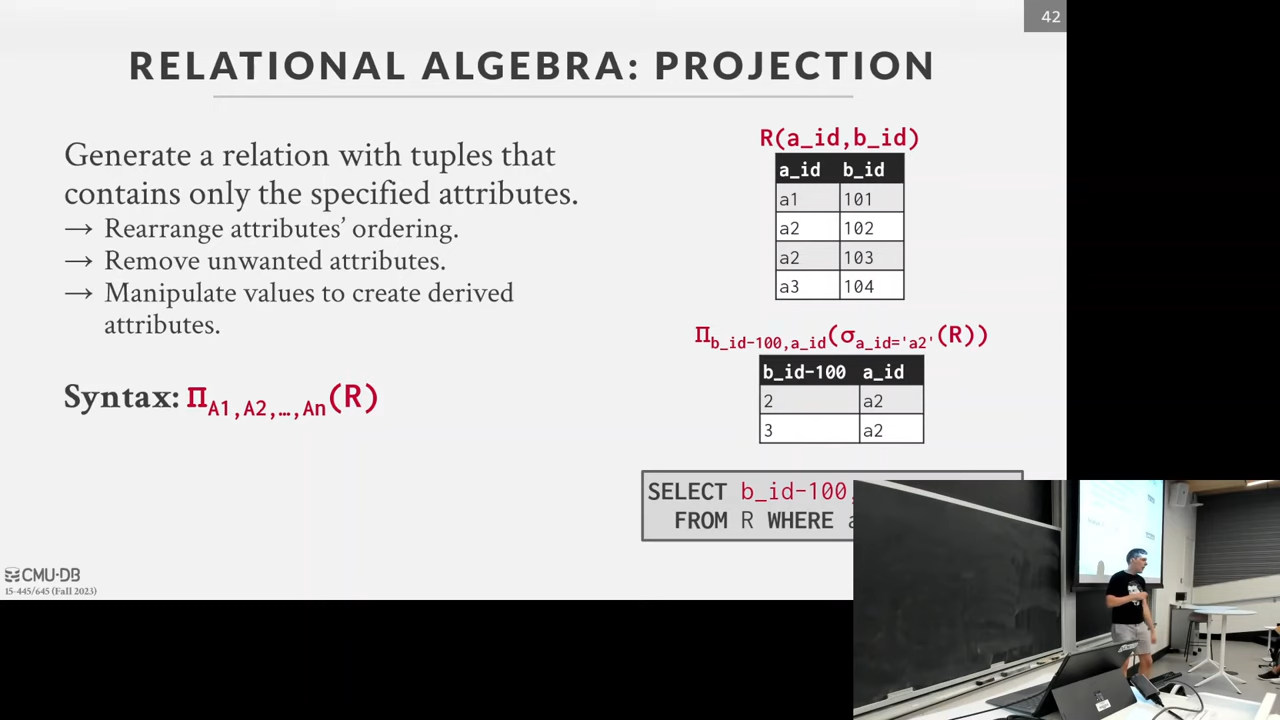 42
RELATIONAL ALGEBRA: PROJECTION
Generate a relation with tuples that
contains only the specified attributes.
→ Rearrange attributes’ ordering.
→ Remove unwanted attributes.
→ Manipulate values to create derived
attributes.
Syntax: ΠA1,A2,…,An(R)
R(a_id,b_id)
a_id b_id
a1 101
a2 102
a2 103
a3 104
Πb_id-100,a_id(σa_id='a2'(R))
b_id-100 a_id
2 a2
3 a2
SELECT b_id-100,
FROM R WHERE
CMU·DB
15-445/645 (Fall 2023)